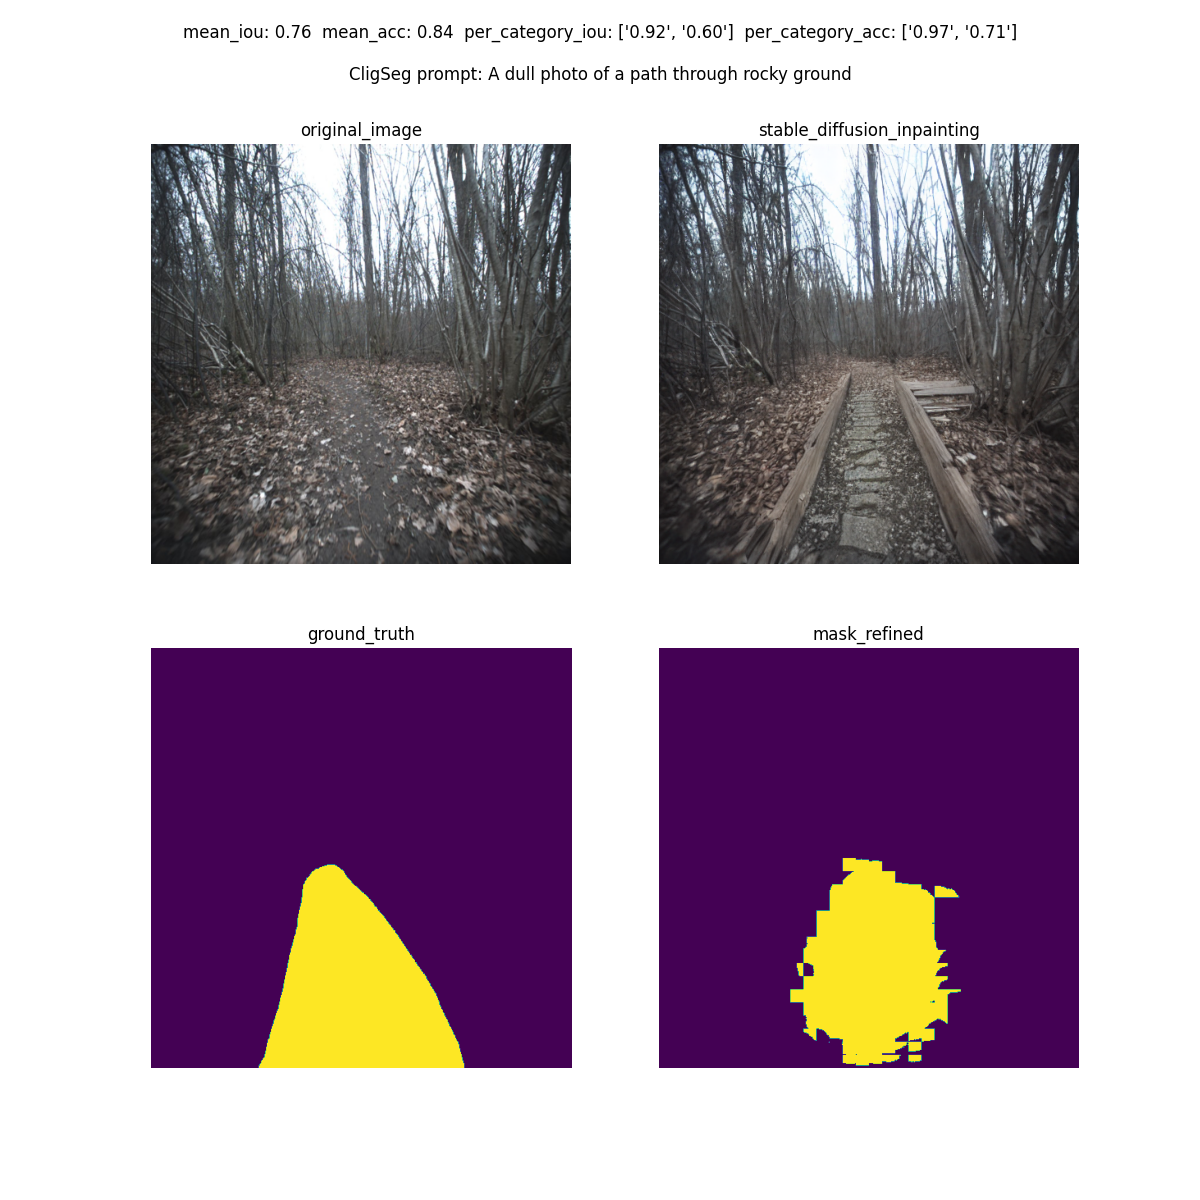 mean_iou: 0.76  mean_acc: 0.84  per_category_iou: ['0.92', '0.60']  per_category_acc: ['0.97', '0.71']
CligSeg prompt: A dull photo of a path through rocky ground
original_image
stable_diffusion_inpainting
ground_truth
mask_refined